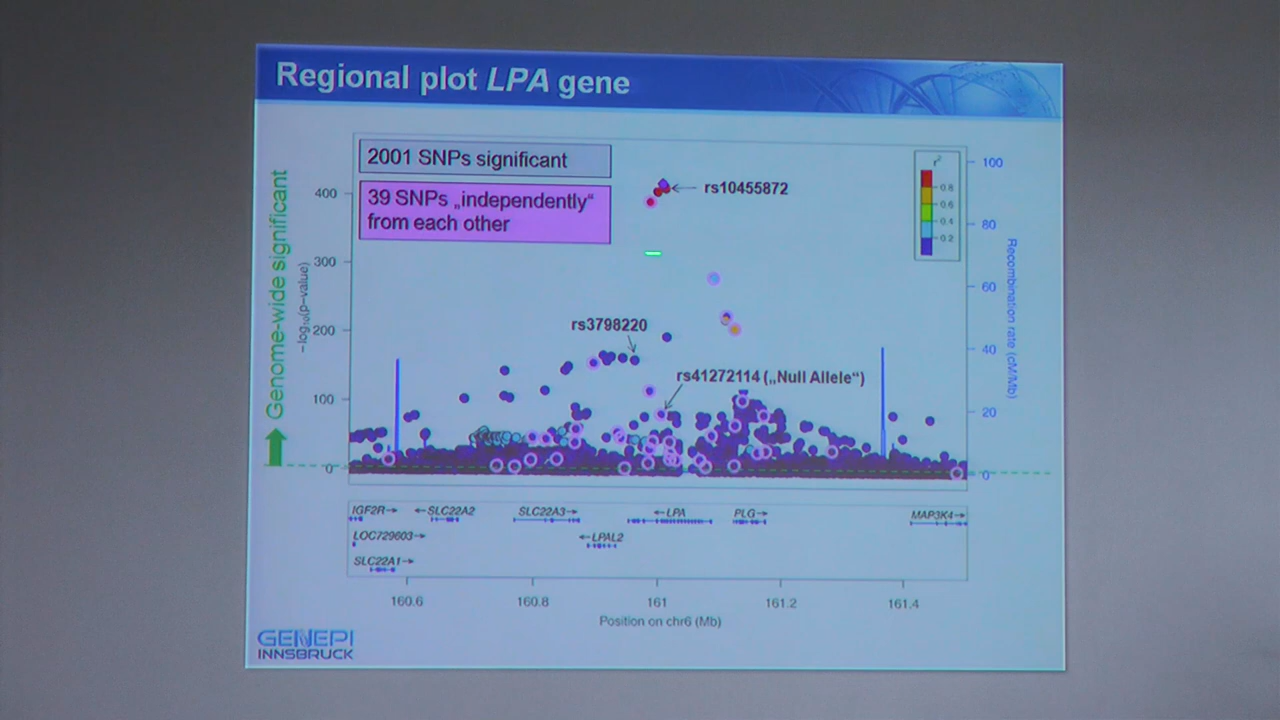 Regional plot LPA gene
2001 SNPs significant
39 SNPs „independently“
from each other
Genome-wide significant
−log₁₀(p−value)
400
300
200
100
0
rs10455872
rs3798220
rs41272114 („Null Allele“)
r²
0.8
0.6
0.4
0.2
100
80
60
40
20
0
Recombination rate (cM/Mb)
IGF2R→
←SLC22A2
SLC22A3→
←LPA
PLG→
MAP3K4→
LOC729603→
←LPAL2
SLC22A1→
160.6
160.8
161
161.2
161.4
Position on chr6 (Mb)
GENEPI
INNSBRUCK